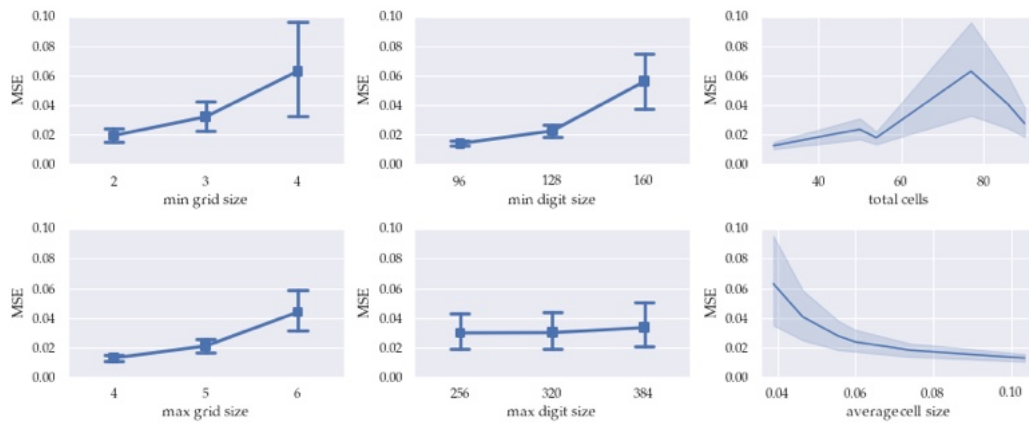 0.10
0.08
0.06
0.04
0.02
0.00
MSE
2 3 4
min grid size
0.10
0.08
0.06
0.04
0.02
0.00
MSE
96 128 160
min digit size
0.10
0.08
0.06
0.04
0.02
0.00
MSE
40 60 80
total cells
0.10
0.08
0.06
0.04
0.02
0.00
MSE
4 5 6
max grid size
0.10
0.08
0.06
0.04
0.02
0.00
MSE
256 320 384
max digit size
0.10
0.08
0.06
0.04
0.02
0.00
MSE
0.04 0.06 0.08 0.10
average cell size